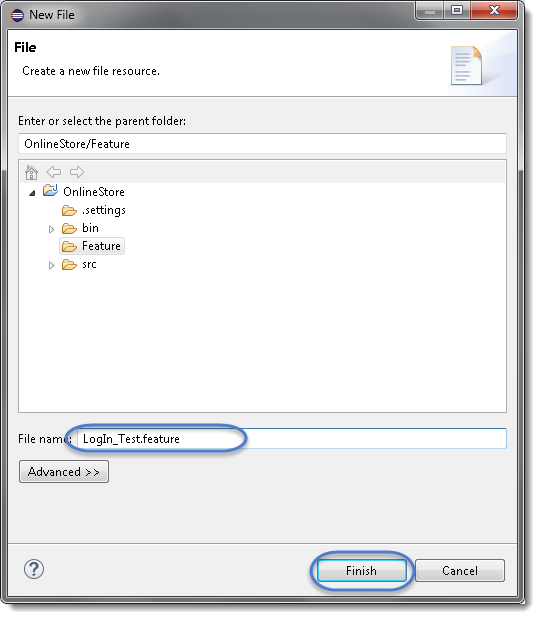 New File
File
Create a new file resource.
Enter or select the parent folder:
OnlineStore/Feature
OnlineStore
.settings
bin
Feature
src
File name: LogIn_Test.feature
Advanced >>
?
Finish
Cancel